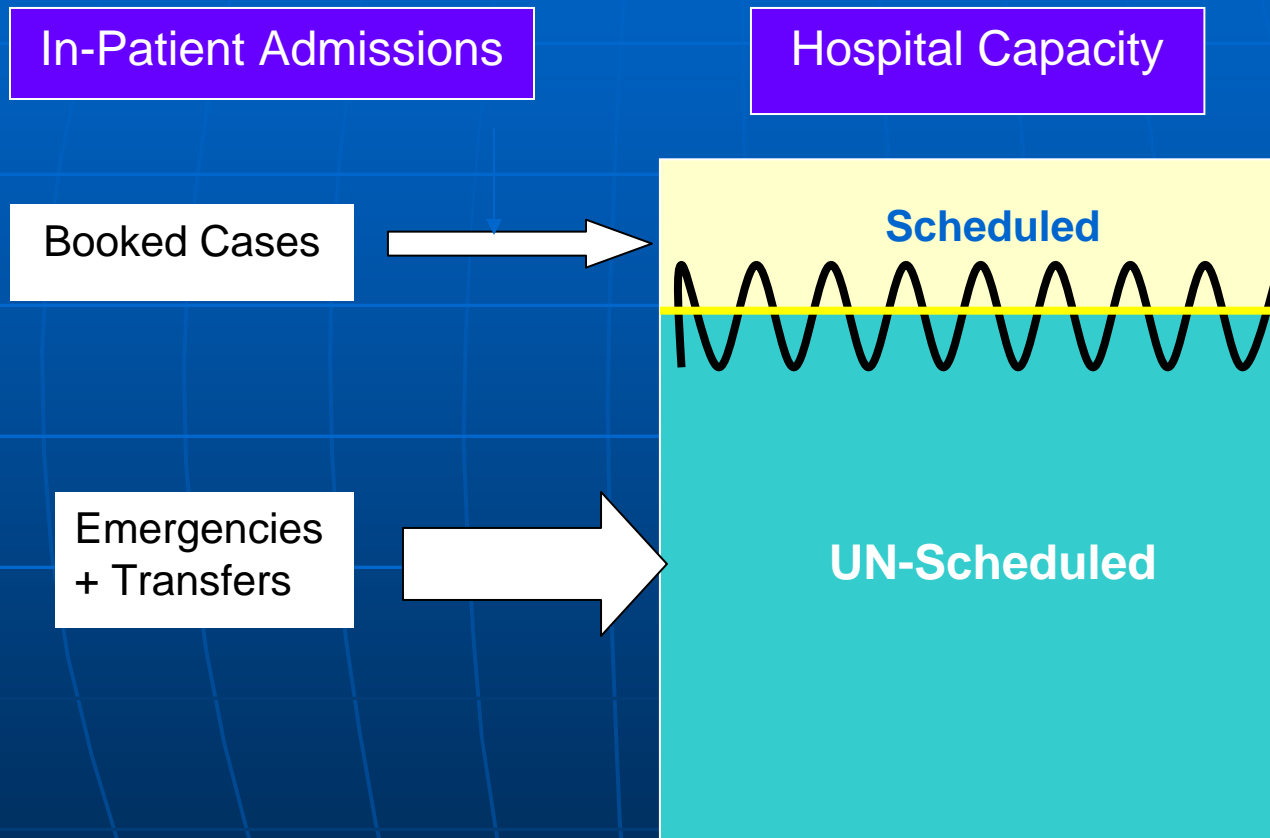 In-Patient Admissions
Hospital Capacity
Booked Cases
Scheduled
Emergencies
+ Transfers
UN-Scheduled